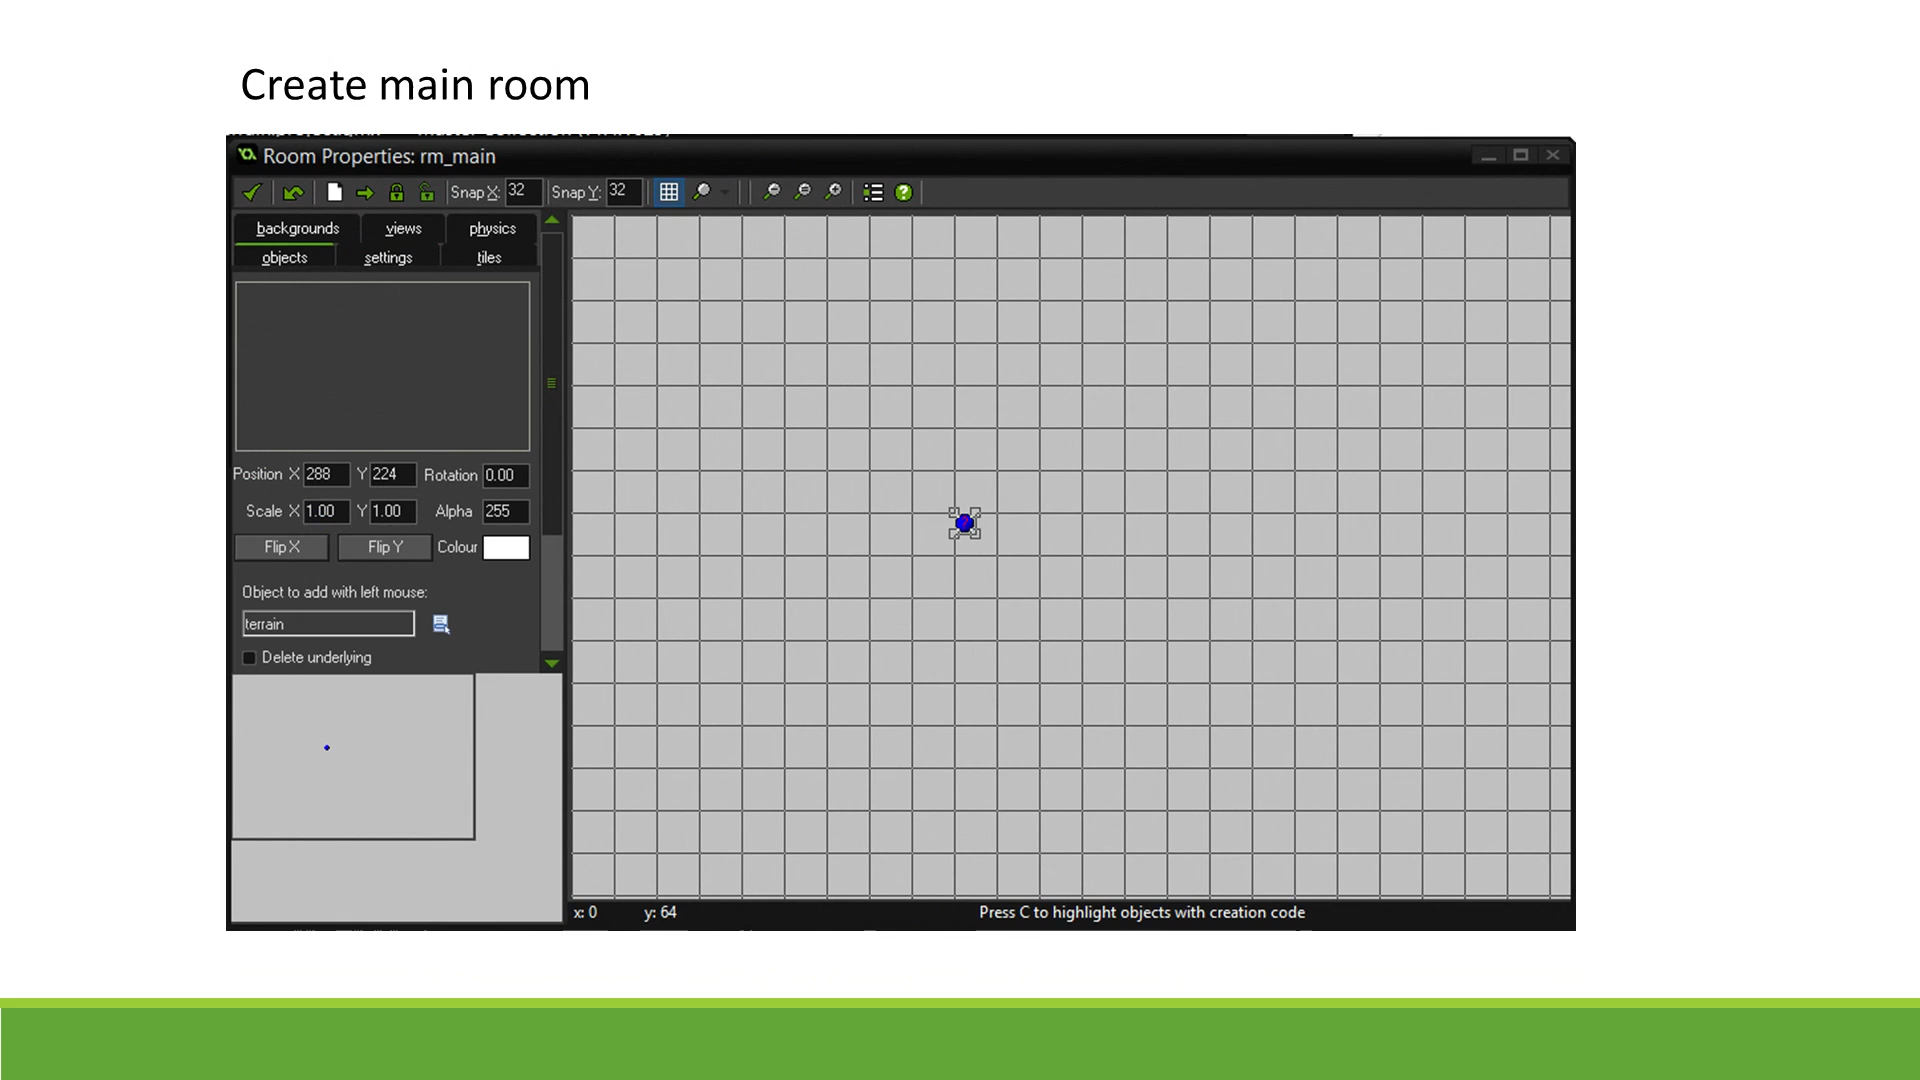 Create main room
Room Properties: rm_main
Snap X: 32 Snap Y: 32
backgrounds views physics
objects settings tiles
Position X 288 Y 224 Rotation 0.00
Scale X 1.00 Y 1.00 Alpha 255
Flip X Flip Y Colour
Object to add with left mouse:
terrain
Delete underlying
x: 0 y: 64 Press C to highlight objects with creation code